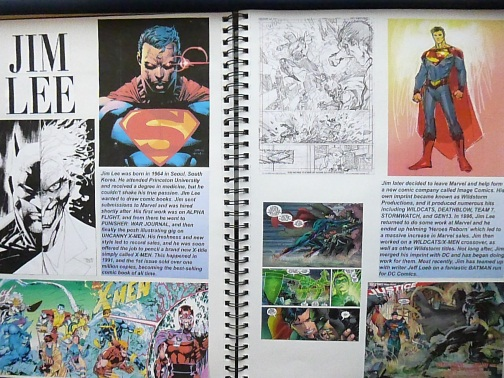 JIM
LEE
Jim Lee was born in 1964 in Seoul, South
Korea. He attended Princeton University
and received a degree in medicine, but he
couldn't shake his true passion. Jim Lee
wanted to draw comic books. Jim sent
submissions to Marvel and was hired
shortly after. His first work was on ALPHA
FLIGHT, and from there he went to
PUNISHER: WAR JOURNAL, and then
finally the posh illustrating gig on
UNCANNY X-MEN. His freshness and new
style led to record sales, and he was soon
offered the job to pencil a brand new X-title
simply called X-MEN. This happened in
1991, and the 1st issue sold over one
million copies, becoming the best-selling
comic book of all time.
X-MEN
Jim later decided to leave Marvel and help form
a new comic company called Image Comics. His
own imprint became known as Wildstorm
Productions, and it produced numerous hits
including WILDCATS, DEATHBLOW, TEAM 7,
STORMWATCH, and GEN13. In 1996, Jim Lee
returned to do some work at Marvel and he
ended up helming 'Heroes Reborn' which led to
a massive increase in Marvel sales. Jim then
worked on a WILDCATS/X-MEN crossover, as
well as other Wildstorm titles. Not long after, Jim
merged his imprint with DC and has begun doing
work for them. Most recently, Jim has teamed up
with writer Jeff Loeb on a fantastic BATMAN run
for DC Comics.
JUSTICE